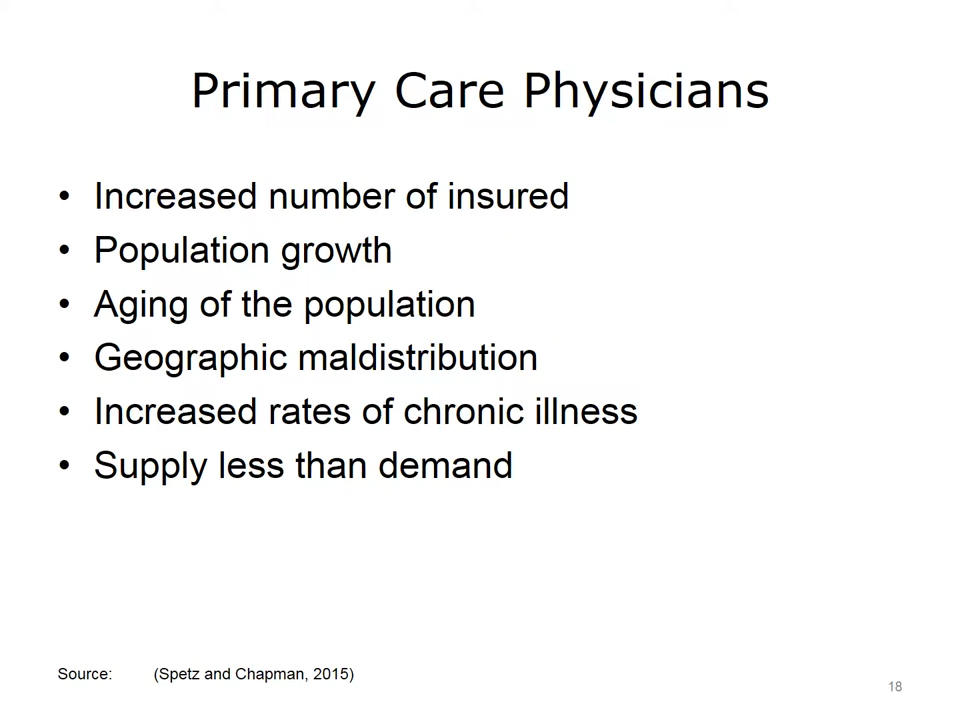 Primary Care Physicians
• Increased number of insured
• Population growth
• Aging of the population
• Geographic maldistribution
• Increased rates of chronic illness
• Supply less than demand
Source: (Spetz and Chapman, 2015)
18